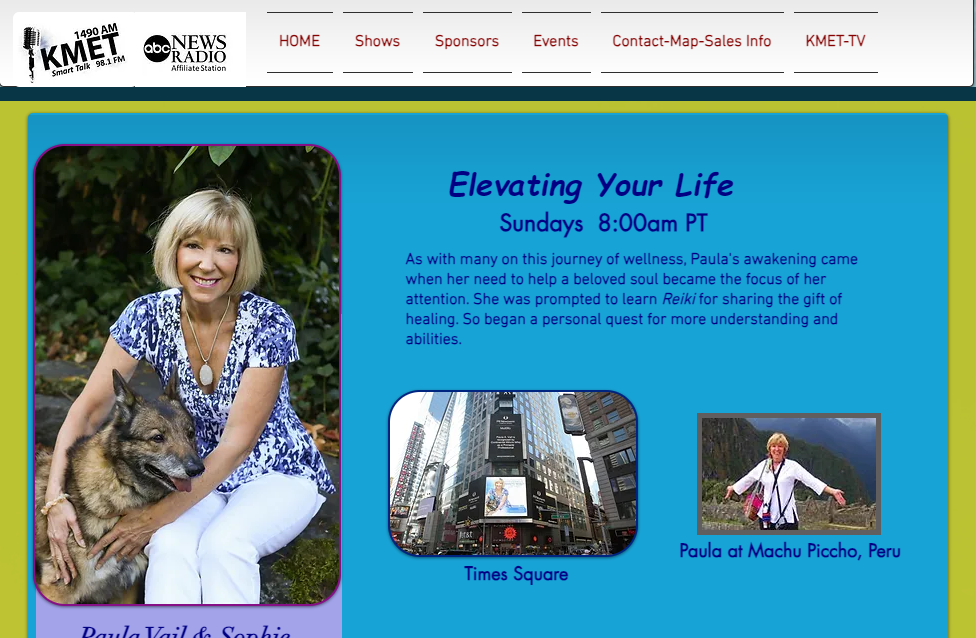 1490 AM
KMET
Smart Talk 98.1 FM
abc NEWS
RADIO
Affiliate Station
HOME
Shows
Sponsors
Events
Contact-Map-Sales Info
KMET-TV
Elevating Your Life
Sundays 8:00am PT
As with many on this journey of wellness, Paula's awakening came
when her need to help a beloved soul became the focus of her
attention. She was prompted to learn Reiki for sharing the gift of
healing. So began a personal quest for more understanding and
abilities.
Times Square
Paula at Machu Piccho, Peru
Paula Vail & Sophie